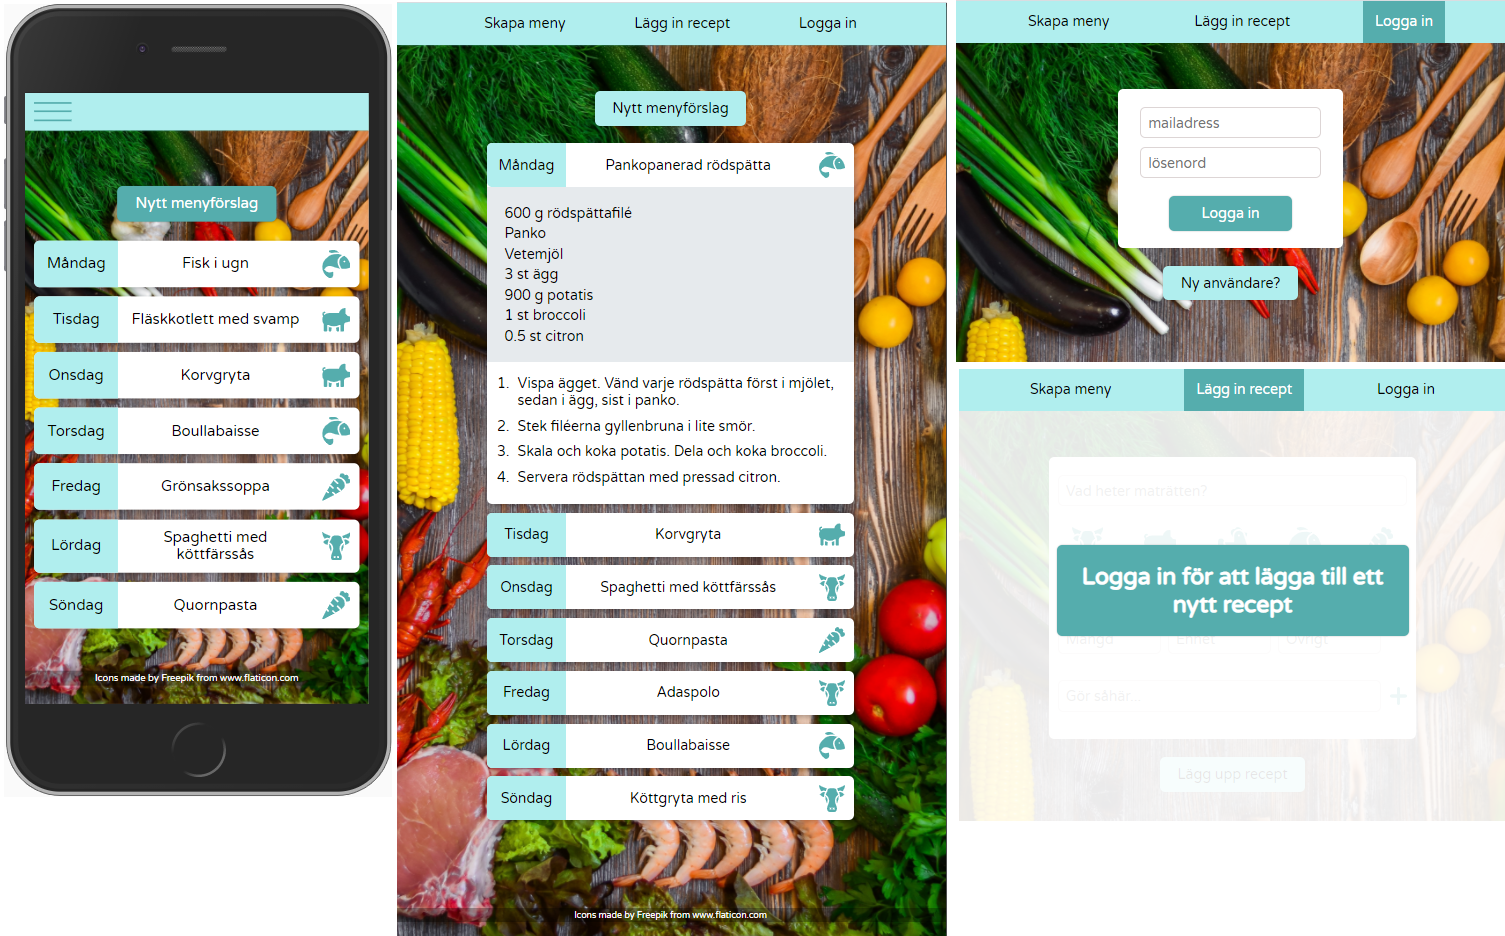 Nytt menyförslag
Måndag Fisk i ugn
Tisdag Fläskkotlett med svamp
Onsdag Korvgryta
Torsdag Boullabaisse
Fredag Grönsakssoppa
Lördag Spaghetti med
köttfärssås
Söndag Quornpasta
Icons made by Freepik from www.flaticon.com
Skapa meny Lägg in recept Logga in
Nytt menyförslag
Måndag Pankopanerad rödspätta
600 g rödspättafilé
Panko
Vetemjöl
3 st ägg
900 g potatis
1 st broccoli
0.5 st citron
1. Vispa ägget. Vänd varje rödspätta först i mjölet,
sedan i ägg, sist i panko.
2. Stek filéerna gyllenbruna i lite smör.
3. Skala och koka potatis. Dela och koka broccoli.
4. Servera rödspättan med pressad citron.
Tisdag Korvgryta
Onsdag Spaghetti med köttfärssås
Torsdag Quornpasta
Fredag Adaspolo
Lördag Boullabaisse
Söndag Köttgryta med ris
Icons made by Freepik from www.flaticon.com
Skapa meny Lägg in recept Logga in
mailadress
lösenord
Logga in
Ny användare?
Skapa meny Lägg in recept Logga in
Vad heter maträtten?
Logga in för att lägga till ett
nytt recept
Mängd Enhet Övrigt
Gör såhär...
Lägg upp recept